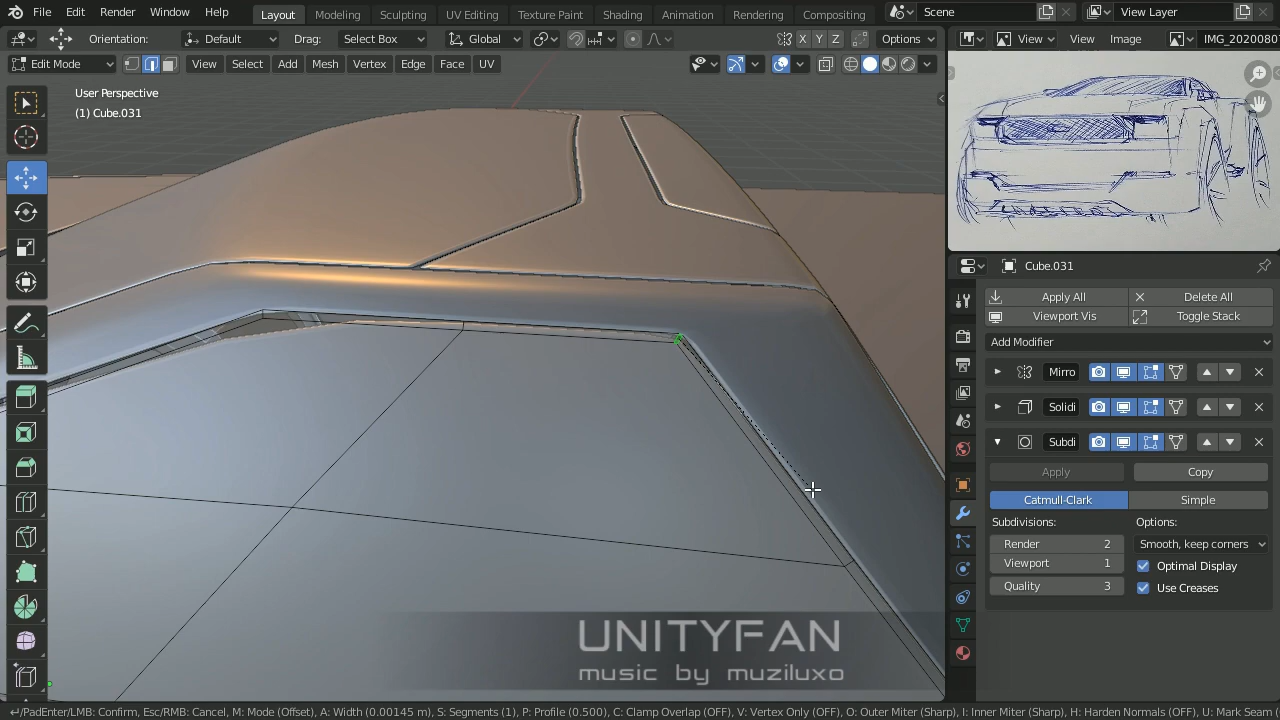 File Edit Render Window Help Layout Modeling Sculpting UV Editing Texture Paint Shading Animation Rendering Compositing Scene View Layer
Orientation: Default Drag: Select Box Global X Y Z Options View View Image IMG_2020080
Edit Mode View Select Add Mesh Vertex Edge Face UV
User Perspective
(1) Cube.031
Cube.031
Apply All Delete All
Viewport Vis Toggle Stack
Add Modifier
Mirro
Solidi
Subdi
Apply Copy
Catmull-Clark Simple
Subdivisions: Options:
Render 2 Smooth, keep corners
Viewport 1 Optimal Display
Quality 3 Use Creases
UNITYFAN
music by muziluxo
↵/PadEnter/LMB: Confirm, Esc/RMB: Cancel, M: Mode (Offset), A: Width (0.00145 m), S: Segments (1), P: Profile (0.500), C: Clamp Overlap (OFF), V: Vertex Only (OFF), O: Outer Miter (Sharp), I: Inner Miter (Sharp), H: Harden Normals (OFF), U: Mark Seam (